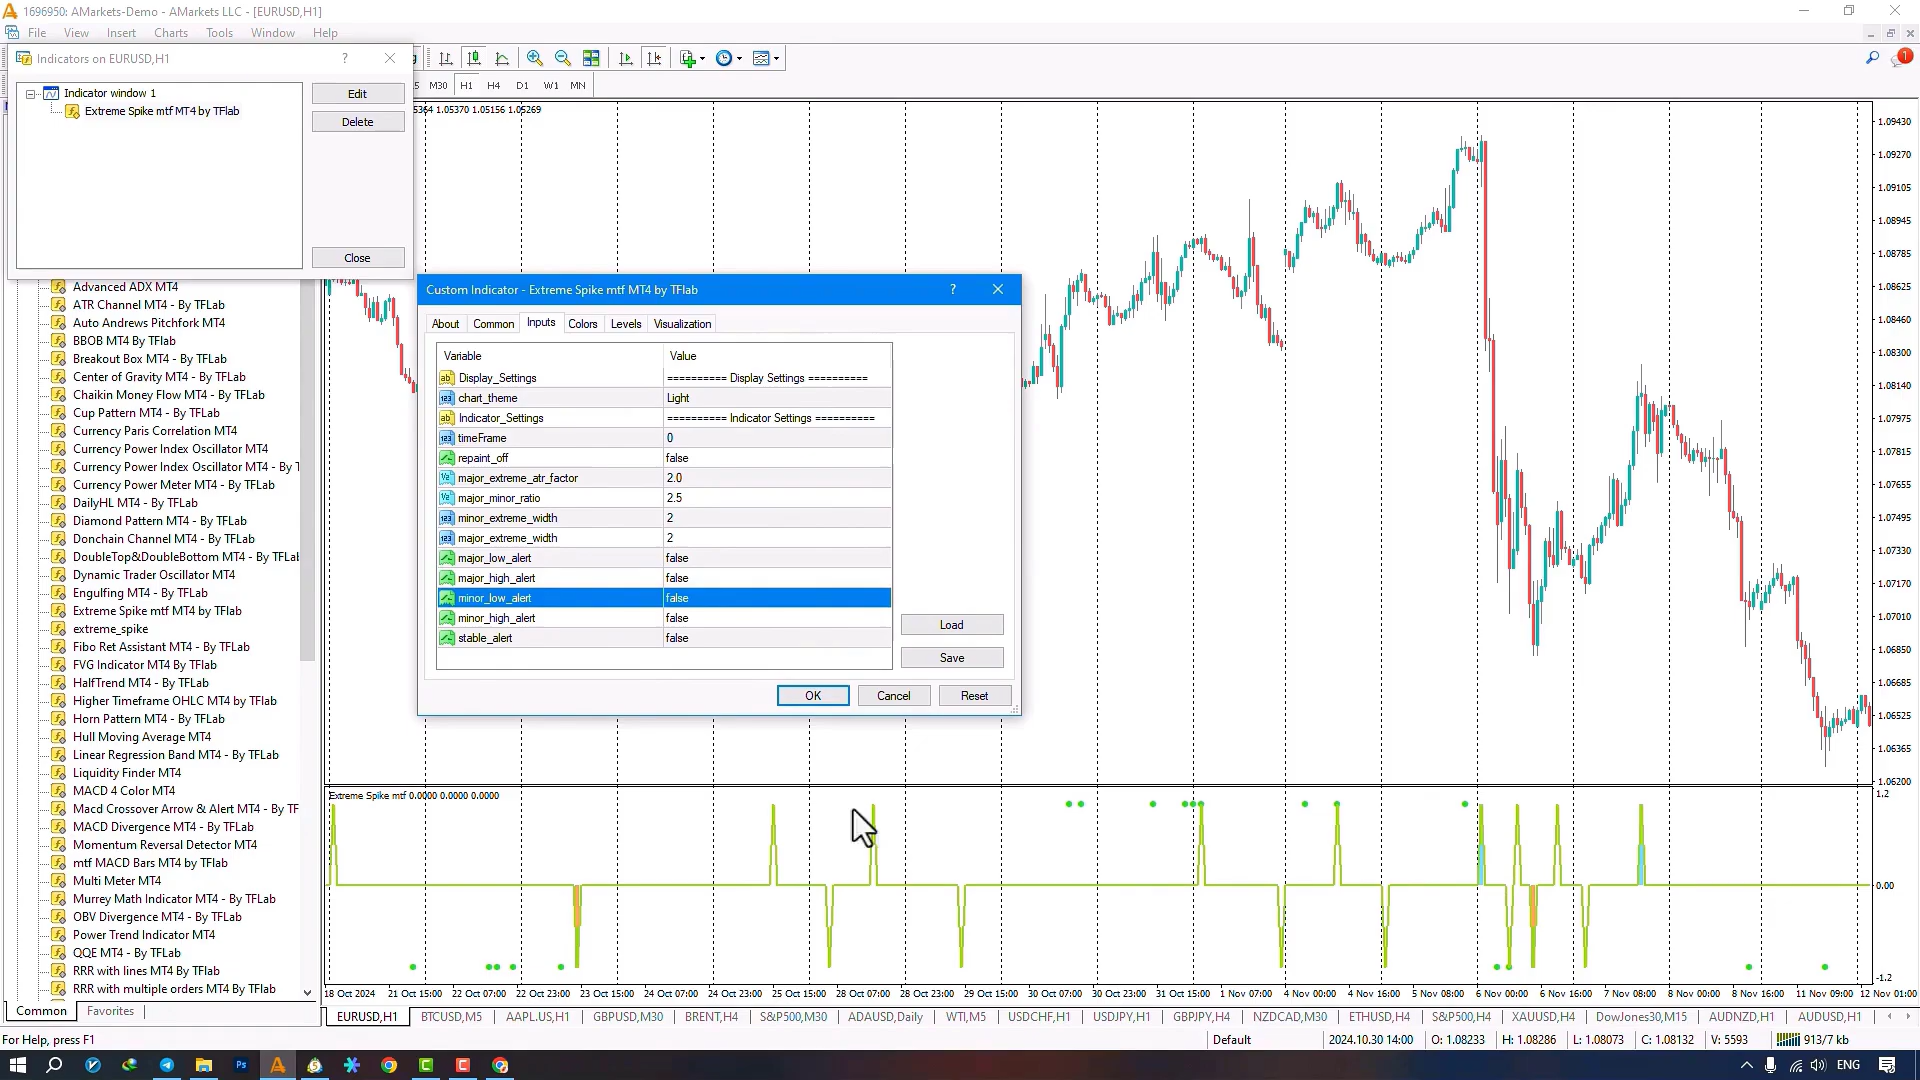 1696950: AMarkets-Demo - AMarkets LLC - [EURUSD,H1]
File View Insert Charts Tools Window Help
Indicators on EURUSD,H1 ?
Indicator window 1
Extreme Spike mtf MT4 by TFlab
Edit
Delete
Close
M30 H1 H4 D1 W1 MN
1
1.05370 1.05156 1.05269
Advanced ADX MT4
ATR Channel MT4 - By TFLab
Auto Andrews Pitchfork MT4
BBOB MT4 - By TFLab
Breakout Box MT4 - By TFLab
Center of Gravity MT4 - By TFLab
Chaikin Money Flow MT4 - By TFLab
Cup Pattern MT4 - By TFLab
Currency Paris Correlation MT4
Currency Power Index Oscillator MT4
Currency Power Index Oscillator MT4 - By T
Currency Power Meter MT4 - By TFLab
DailyHL MT4 - By TFLab
Diamond Pattern MT4 - By TFLab
Donchain Channel MT4 - By TFLab
DoubleTop&DoubleBottom MT4 - By TFLab
Dynamic Trader Oscillator MT4
Engulfing MT4 - By TFLab
Extreme Spike mtf MT4 by TFlab
extreme_spike
Fibo Ret Assistant MT4 - By TFLab
FVG Indicator MT4 By TFlab
HalfTrend MT4 - By TFLab
Higher Timeframe OHLC MT4 by TFlab
Horn Pattern MT4 - By TFLab
Hull Moving Average MT4
Linear Regression Band MT4 - By TFLab
Liquidity Finder MT4
MACD 4 Color MT4
Macd Crossover Arrow & Alert MT4 - By TF
MACD Divergence MT4 - By TFLab
Momentum Reversal Detector MT4
mtf MACD Bars MT4 by TFlab
Multi Meter MT4
Murrey Math Indicator MT4 - By TFLab
OBV Divergence MT4 - By TFLab
Power Trend Indicator MT4
QQE MT4 - By TFLab
RRR with lines MT4 By TFlab
RRR with multiple orders MT4 By TFlab
Common Favorites
Custom Indicator - Extreme Spike mtf MT4 by TFlab ?
About Common Inputs Colors Levels Visualization
Variable Value
Display_Settings ========== Display Settings ==========
chart_theme Light
Indicator_Settings ========== Indicator Settings ==========
timeFrame 0
repaint_off false
major_extreme_atr_factor 2.0
major_minor_ratio 2.5
minor_extreme_width 2
major_extreme_width 2
major_low_alert false
major_high_alert false
minor_low_alert false
minor_high_alert false
stable_alert false
Load
Save
OK Cancel Reset
1.09430
1.09270
1.09105
1.08945
1.08785
1.08625
1.08460
1.08300
1.08140
1.07975
1.07815
1.07655
1.07495
1.07330
1.07170
1.07010
1.06850
1.06685
1.06525
1.06365
1.06200
Extreme Spike mtf 0.0000 0.0000 0.0000
1.2
0.00
-1.2
18 Oct 2024 21 Oct 15:00 22 Oct 07:00 22 Oct 23:00 23 Oct 15:00 24 Oct 07:00 24 Oct 23:00 25 Oct 15:00 28 Oct 07:00 28 Oct 23:00 29 Oct 15:00 30 Oct 07:00 30 Oct 23:00 31 Oct 15:00 1 Nov 07:00 4 Nov 00:00 4 Nov 16:00 5 Nov 08:00 6 Nov 00:00 6 Nov 16:00 7 Nov 08:00 8 Nov 00:00 8 Nov 16:00 11 Nov 09:00 12 Nov 01:00
EURUSD,H1 BTCUSD,M5 AAPL.US,H1 GBPUSD,M30 BRENT,H4 S&P500,M30 ADAUSD,Daily WTI,M5 USDCHF,H1 USDJPY,H1 GBPJPY,H4 NZDCAD,M30 ETHUSD,H4 S&P500,H4 XAUUSD,H4 DowJones30,M15 AUDNZD,H1 AUDUSD,H1
For Help, press F1 Default 2024.10.30 14:00 O: 1.08233 H: 1.08286 L: 1.08073 C: 1.08132 V: 5593 913/7 kb
ENG